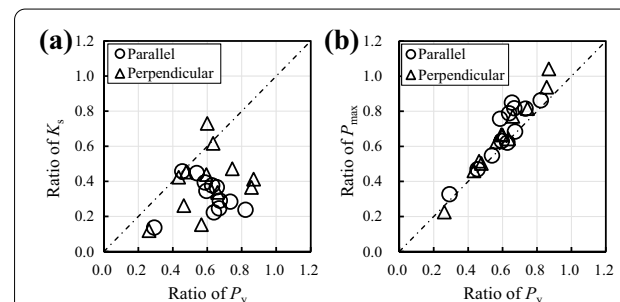 (a)
1.2
1.0
0.8
0.6
0.4
0.2
0.0
Ratio of Ks
Parallel
Perpendicular
0.0 0.2 0.4 0.6 0.8 1.0 1.2
Ratio of Py
(b)
1.2
1.0
0.8
0.6
0.4
0.2
0.0
Ratio of Pmax
Parallel
Perpendicular
0.0 0.2 0.4 0.6 0.8 1.0 1.2
Ratio of Py